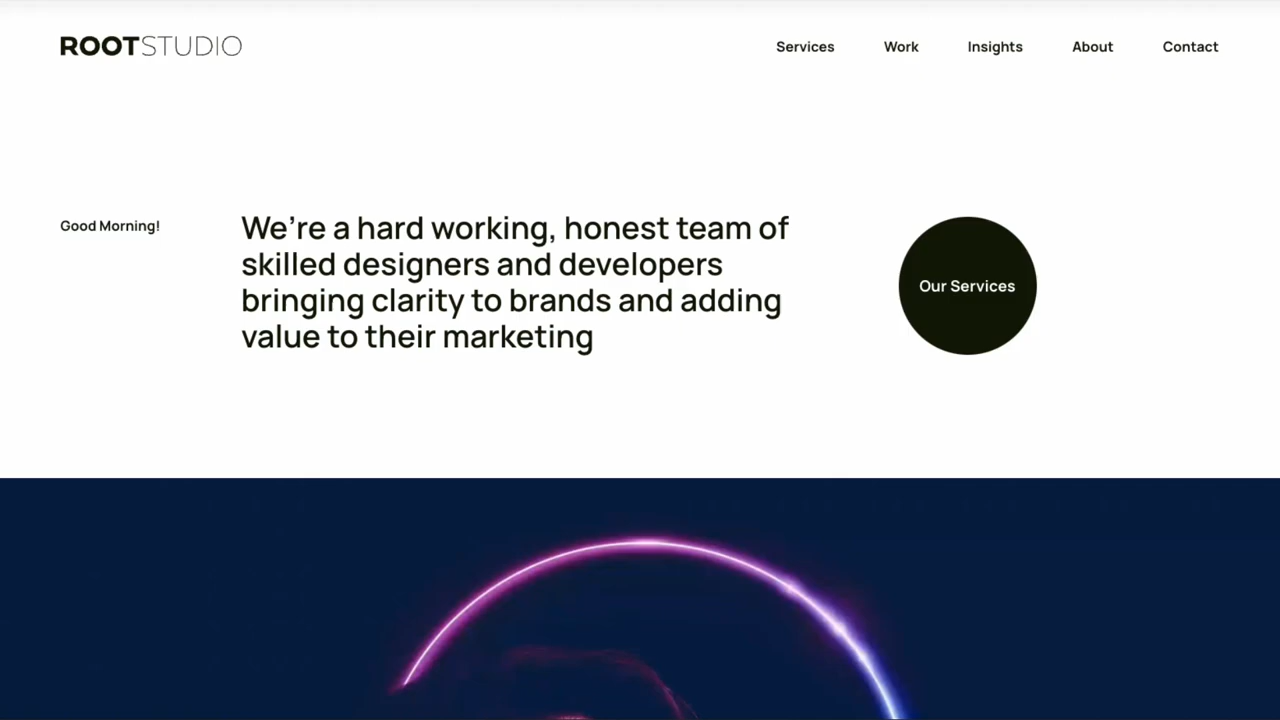 ROOTSTUDIO
Services Work Insights About Contact
Good Morning!
We’re a hard working, honest team of
skilled designers and developers
bringing clarity to brands and adding
value to their marketing
Our Services